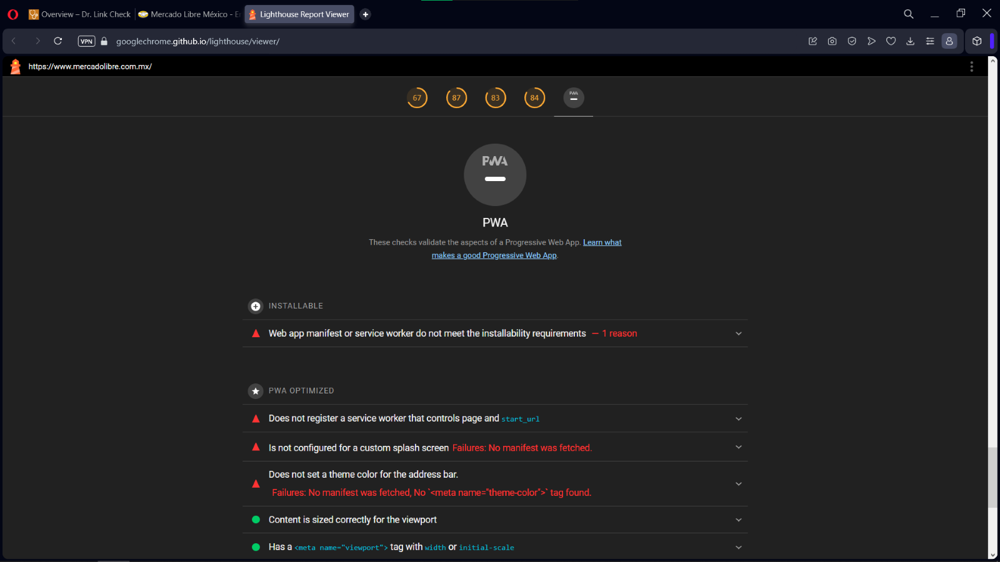 Overview – Dr. Link Check
Mercado Libre México - E
Lighthouse Report Viewer
VPN
googlechrome.github.io/lighthouse/viewer/
https://www.mercadolibre.com.mx/
67
87
83
84
PWA
PWA
PWA
These checks validate the aspects of a Progressive Web App. Learn what
makes a good Progressive Web App.
INSTALLABLE
Web app manifest or service worker do not meet the installability requirements — 1 reason
PWA OPTIMIZED
Does not register a service worker that controls page and start_url
Is not configured for a custom splash screen Failures: No manifest was fetched.
Does not set a theme color for the address bar.
Failures: No manifest was fetched, No `<meta name="theme-color">` tag found.
Content is sized correctly for the viewport
Has a <meta name="viewport"> tag with width or initial-scale